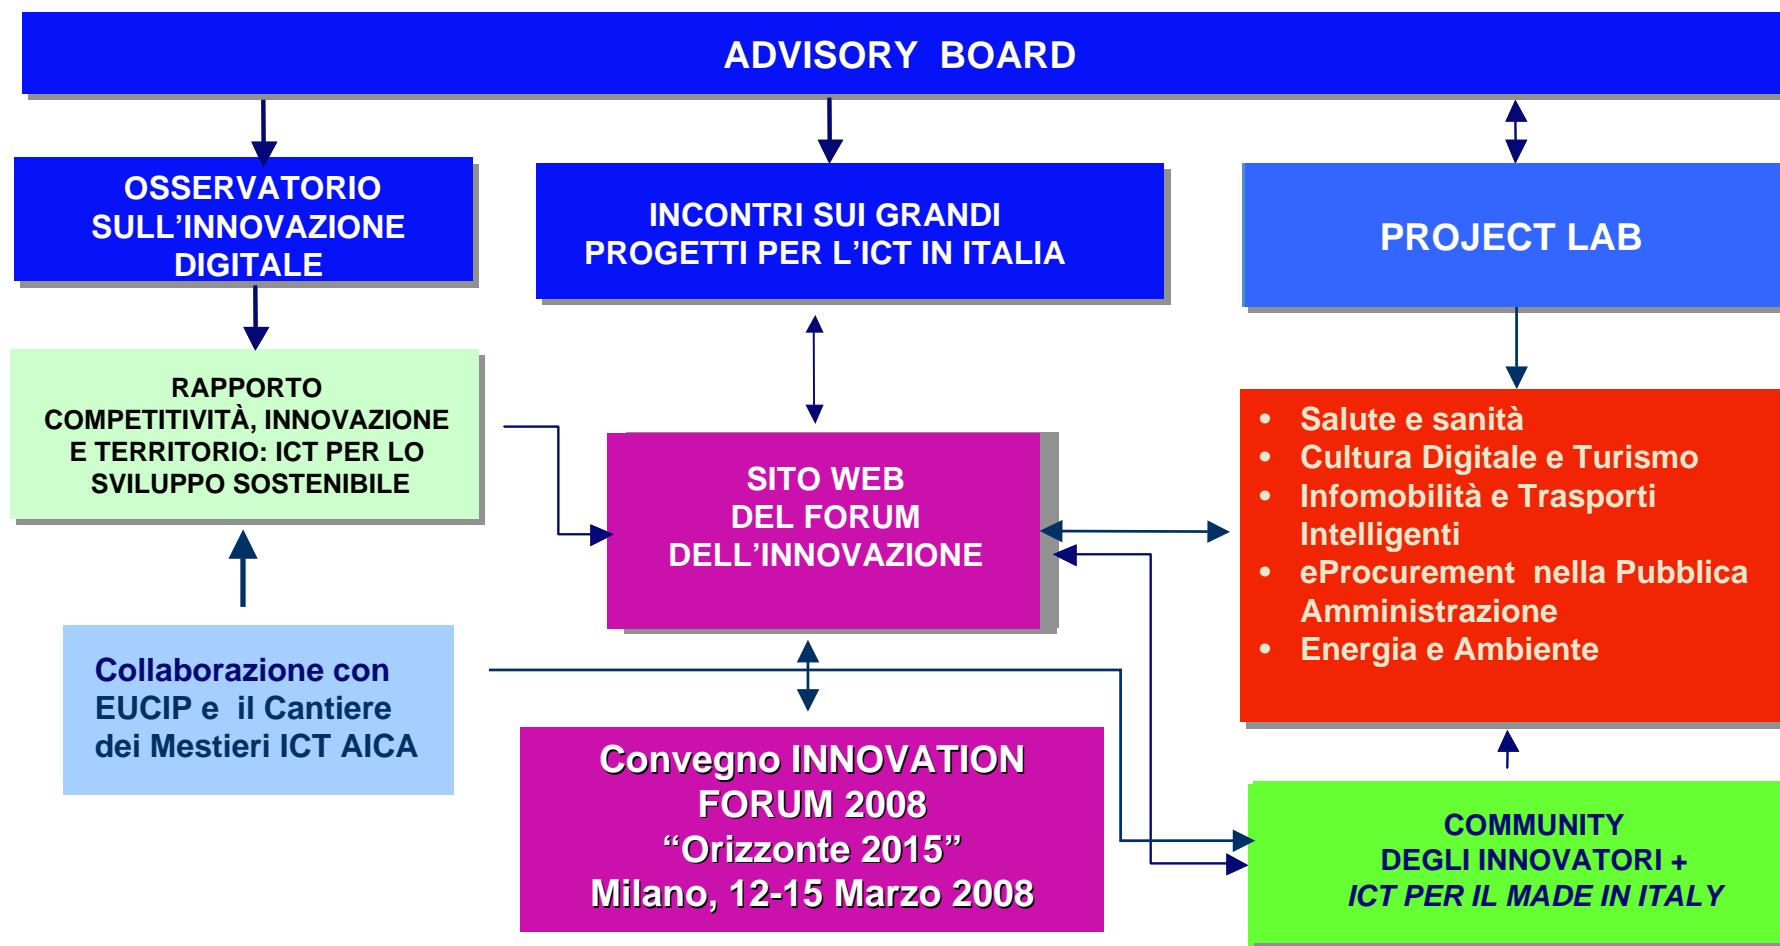 ADVISORY BOARD
OSSERVATORIO
SULL’INNOVAZIONE
DIGITALE
INCONTRI SUI GRANDI
PROGETTI PER L’ICT IN ITALIA
PROJECT LAB
RAPPORTO
COMPETITIVITÀ, INNOVAZIONE
E TERRITORIO: ICT PER LO
SVILUPPO SOSTENIBILE
SITO WEB
DEL FORUM
DELL’INNOVAZIONE
• Salute e sanità
• Cultura Digitale e Turismo
• Infomobilità e Trasporti
Intelligenti
• eProcurement nella Pubblica
Amministrazione
• Energia e Ambiente
Collaborazione con
EUCIP e il Cantiere
dei Mestieri ICT AICA
Convegno INNOVATION
FORUM 2008
“Orizzonte 2015”
Milano, 12-15 Marzo 2008
COMMUNITY
DEGLI INNOVATORI +
ICT PER IL MADE IN ITALY